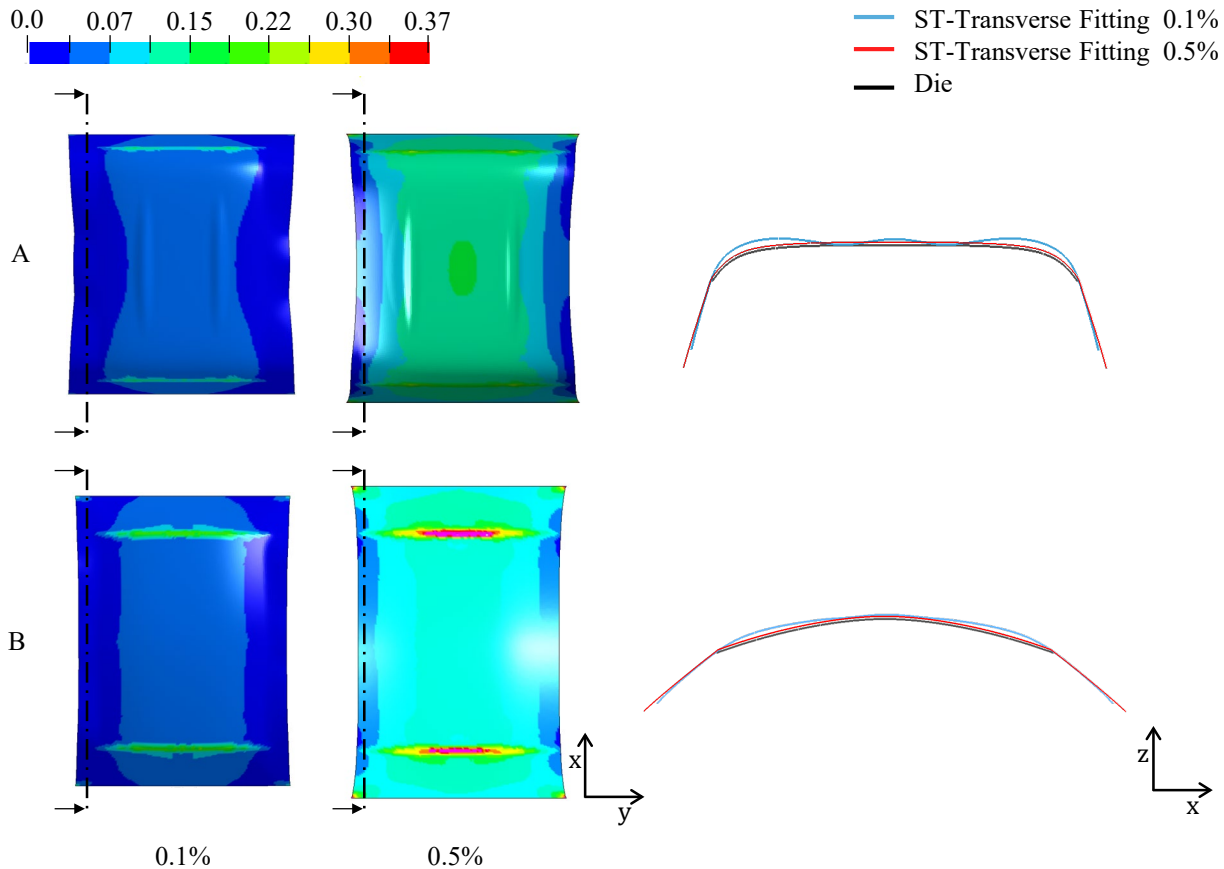 0.0 0.07 0.15 0.22 0.30 0.37
ST-Transverse Fitting 0.1%
ST-Transverse Fitting 0.5%
Die
A
B
x
y
z
x
0.1% 0.5%